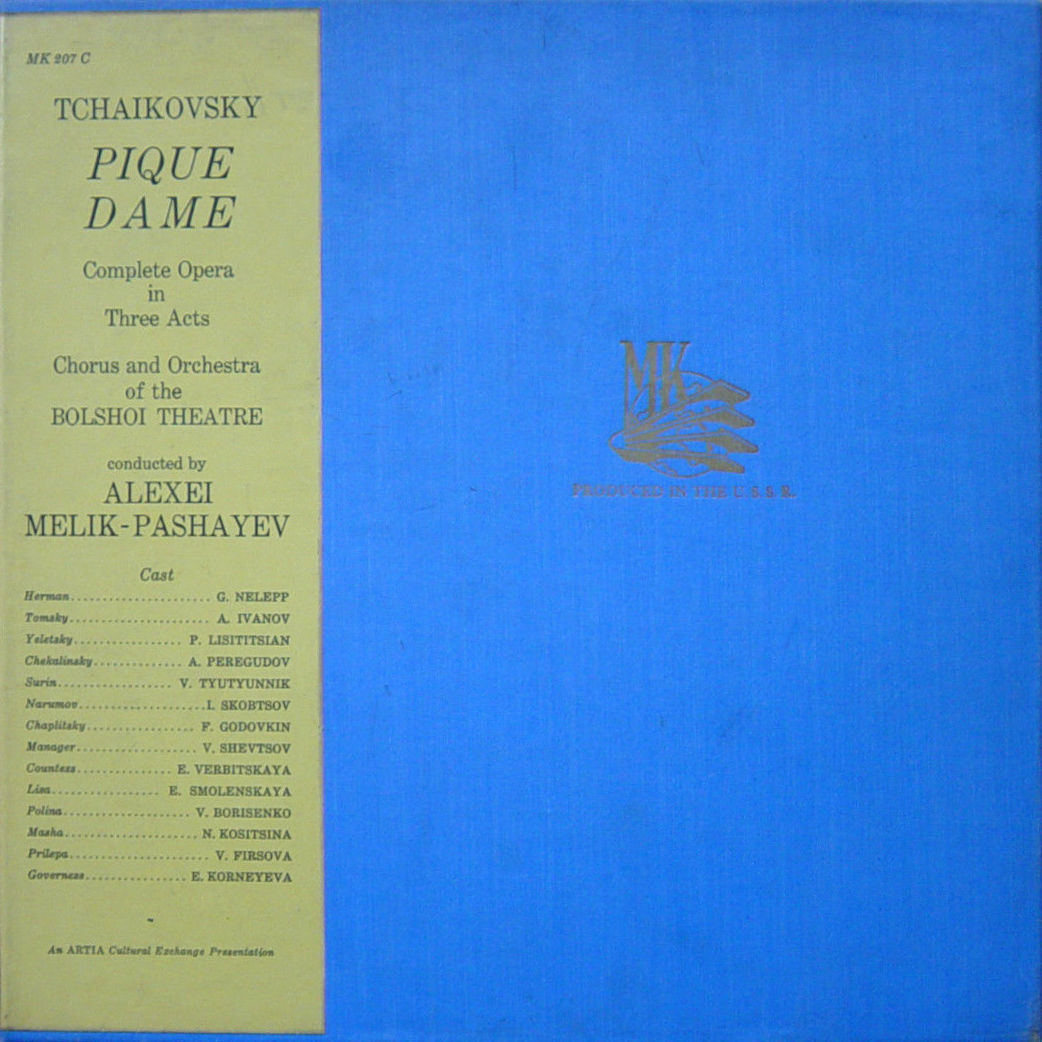 MK 207 C
TCHAIKOVSKY
PIQUE
DAME
Complete Opera
in
Three Acts
Chorus and Orchestra
of the
BOLSHOI THEATRE
conducted by
ALEXEI
MELIK-PASHAYEV
Cast
Herman...................... G. NELEPP
Tomsky...................... A. IVANOV
Yeletsky................. P. LISITITSIAN
Chekalinsky.............. A. PEREGUDOV
Surin.................. V. TYUTYUNNIK
Narumov....................I. SKOBTSOV
Chaplitsky................. F. GODOVKIN
Manager................... V. SHEVTSOV
Countess............... E. VERBITSKAYA
Lisa................. E. SMOLENSKAYA
Polina.................... V. BORISENKO
Masha..................... N. KOSITSINA
Prilepa...................... V. FIRSOVA
Governess................ E. KORNEYEVA
An ARTIA Cultural Exchange Presentation
MK
PRODUCED IN THE U.S.S.R.